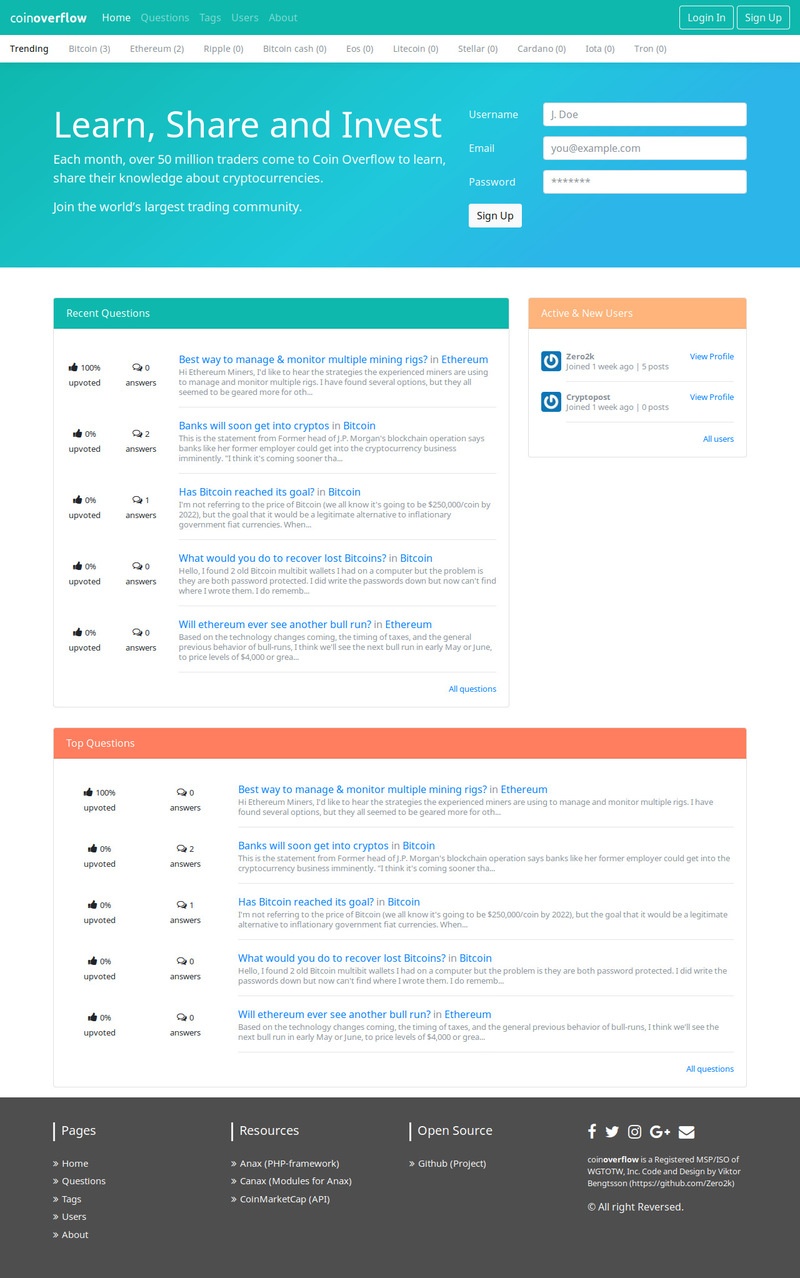 coinoverflow Home Questions Tags Users About Login In Sign Up
Trending Bitcoin (3) Ethereum (2) Ripple (0) Bitcoin cash (0) Eos (0) Litecoin (0) Stellar (0) Cardano (0) Iota (0) Tron (0)
Learn, Share and Invest
Each month, over 50 million traders come to Coin Overflow to learn,
share their knowledge about cryptocurrencies.
Join the world’s largest trading community.
Username J. Doe
Email you@example.com
Password *******
Sign Up
Recent Questions
100% upvoted
0 answers
Best way to manage & monitor multiple mining rigs? in Ethereum
Hi Ethereum Miners, I'd like to hear the strategies the experienced miners are using
to manage and monitor multiple rigs. I have found several options, but they all
seemed to be geared more for oth...
0% upvoted
2 answers
Banks will soon get into cryptos in Bitcoin
This is the statement from Former head of J.P. Morgan's blockchain operation says
banks like her former employer could get into the cryptocurrency business
imminently. "I think it's coming sooner tha...
0% upvoted
1 answers
Has Bitcoin reached its goal? in Bitcoin
I'm not referring to the price of Bitcoin (we all know it's going to be $250,000/coin by
2022), but the goal that it would be a legitimate alternative to inflationary
government fiat currencies. When...
0% upvoted
0 answers
What would you do to recover lost Bitcoins? in Bitcoin
Hello, I found 2 old Bitcoin multibit wallets I had on a computer but the problem is
they are both password protected. I did write the passwords down but now can't find
where I wrote them. I do rememb...
0% upvoted
0 answers
Will ethereum ever see another bull run? in Ethereum
Based on the technology changes coming, the timing of taxes, and the general
previous behavior of bull-runs, I think we'll see the next bull run in early May or June,
to price levels of $4,000 or grea...
All questions
Active & New Users
Zero2k View Profile
Joined 1 week ago | 5 posts
Cryptopost View Profile
Joined 1 week ago | 0 posts
All users
Top Questions
100% upvoted
0 answers
Best way to manage & monitor multiple mining rigs? in Ethereum
Hi Ethereum Miners, I'd like to hear the strategies the experienced miners are using to manage and monitor multiple rigs. I have
found several options, but they all seemed to be geared more for oth...
0% upvoted
2 answers
Banks will soon get into cryptos in Bitcoin
This is the statement from Former head of J.P. Morgan's blockchain operation says banks like her former employer could get into the
cryptocurrency business imminently. "I think it's coming sooner tha...
0% upvoted
1 answers
Has Bitcoin reached its goal? in Bitcoin
I'm not referring to the price of Bitcoin (we all know it's going to be $250,000/coin by 2022), but the goal that it would be a legitimate
alternative to inflationary government fiat currencies. When...
0% upvoted
0 answers
What would you do to recover lost Bitcoins? in Bitcoin
Hello, I found 2 old Bitcoin multibit wallets I had on a computer but the problem is they are both password protected. I did write the
passwords down but now can't find where I wrote them. I do rememb...
0% upvoted
0 answers
Will ethereum ever see another bull run? in Ethereum
Based on the technology changes coming, the timing of taxes, and the general previous behavior of bull-runs, I think we'll see the
next bull run in early May or June, to price levels of $4,000 or grea...
All questions
Pages
» Home
» Questions
» Tags
» Users
» About
Resources
» Anax (PHP-framework)
» Canax (Modules for Anax)
» CoinMarketCap (API)
Open Source
» Github (Project)
coinoverflow is a Registered MSP/ISO of
WGTOTW, Inc. Code and Design by Viktor
Bengtsson (https://github.com/Zero2k)
© All right Reversed.